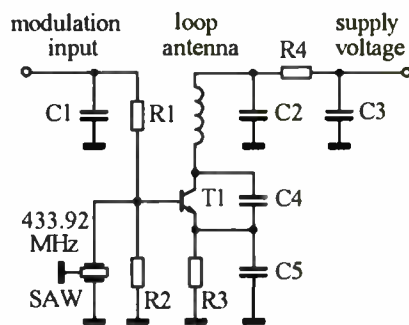 modulation
input
loop
antenna
supply
voltage
R4
C1
R1
C2
C3
T1
C4
433.92
MHz
SAW
R2
R3
C5